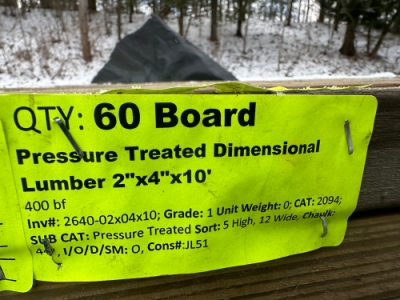 QTY: 60 Board
Pressure Treated Dimensional
Lumber 2"x4"x10'
400 bf
Inv#: 2640-02x04x10; Grade: 1 Unit Weight: 0; CAT: 2094;
SUB CAT: Pressure Treated Sort: 5 High, 12 Wide, Chawk:
I/O/D/SM: O, Cons#:JL51